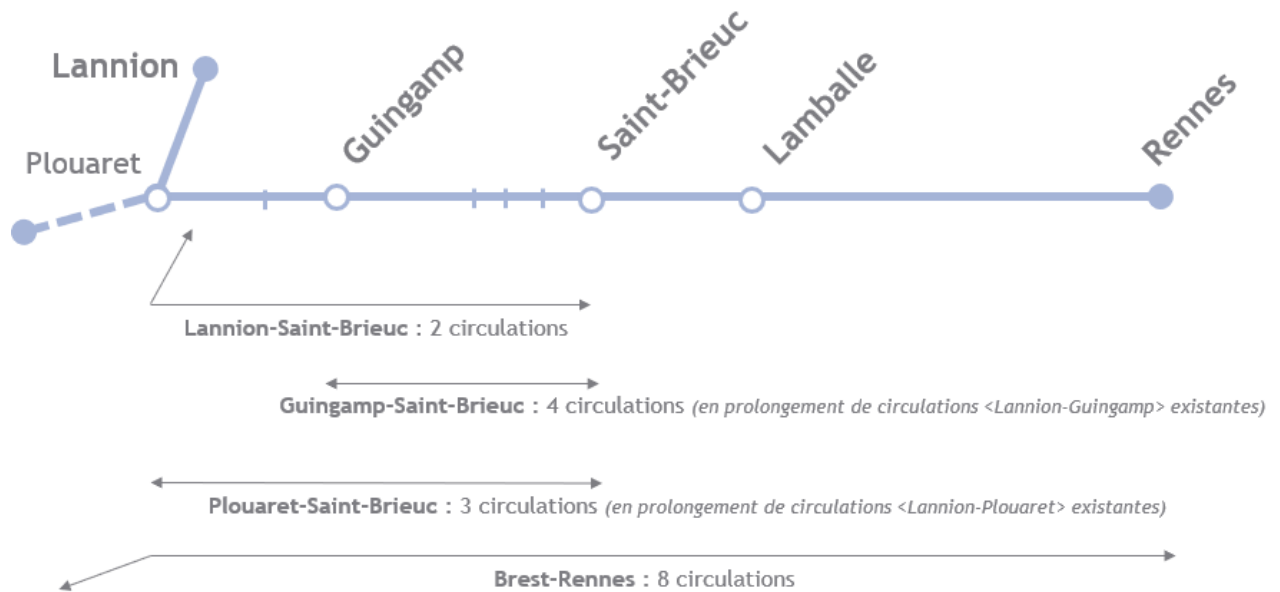 Lannion
Plouaret
Guingamp
Saint-Brieuc
Lamballe
Rennes
Lannion-Saint-Brieuc : 2 circulations
Guingamp-Saint-Brieuc : 4 circulations (en prolongement de circulations <Lannion-Guingamp> existantes)
Plouaret-Saint-Brieuc : 3 circulations (en prolongement de circulations <Lannion-Plouaret> existantes)
Brest-Rennes : 8 circulations